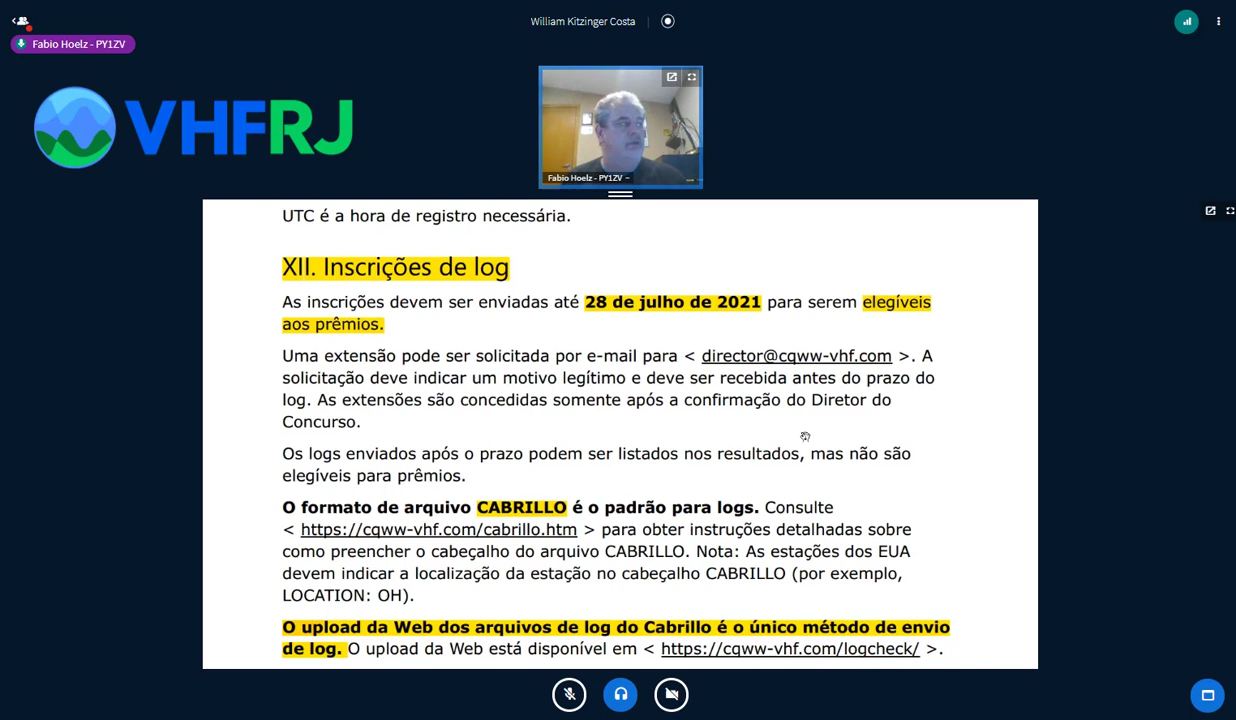 William Kitzinger Costa
Fabio Hoelz - PY1ZV
VHFRJ
Fabio Hoelz - PY1ZV
UTC é a hora de registro necessária.
XII. Inscrições de log
As inscrições devem ser enviadas até 28 de julho de 2021 para serem elegíveis
aos prêmios.
Uma extensão pode ser solicitada por e-mail para < director@cqww-vhf.com >. A
solicitação deve indicar um motivo legítimo e deve ser recebida antes do prazo do
log. As extensões são concedidas somente após a confirmação do Diretor do
Concurso.
Os logs enviados após o prazo podem ser listados nos resultados, mas não são
elegíveis para prêmios.
O formato de arquivo CABRILLO é o padrão para logs. Consulte
< https://cqww-vhf.com/cabrillo.htm > para obter instruções detalhadas sobre
como preencher o cabeçalho do arquivo CABRILLO. Nota: As estações dos EUA
devem indicar a localização da estação no cabeçalho CABRILLO (por exemplo,
LOCATION: OH).
O upload da Web dos arquivos de log do Cabrillo é o único método de envio
de log. O upload da Web está disponível em < https://cqww-vhf.com/logcheck/ >.